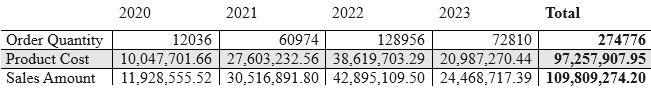 2020 2021 2022 2023 Total
Order Quantity 12036 60974 128956 72810 274776
Product Cost 10,047,701.66 27,603,232.56 38,619,703.29 20,987,270.44 97,257,907.95
Sales Amount 11,928,555.52 30,516,891.80 42,895,109.50 24,468,717.39 109,809,274.20